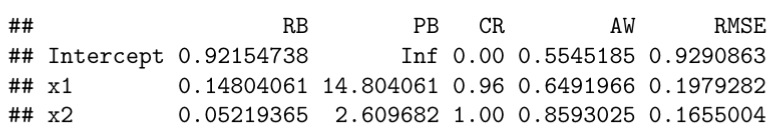 ##                   RB        PB   CR        AW      RMSE
## Intercept 0.92154738       Inf 0.00 0.5545185 0.9290863
## x1        0.14804061 14.804061 0.96 0.6491966 0.1979282
## x2        0.05219365  2.609682 1.00 0.8593025 0.1655004